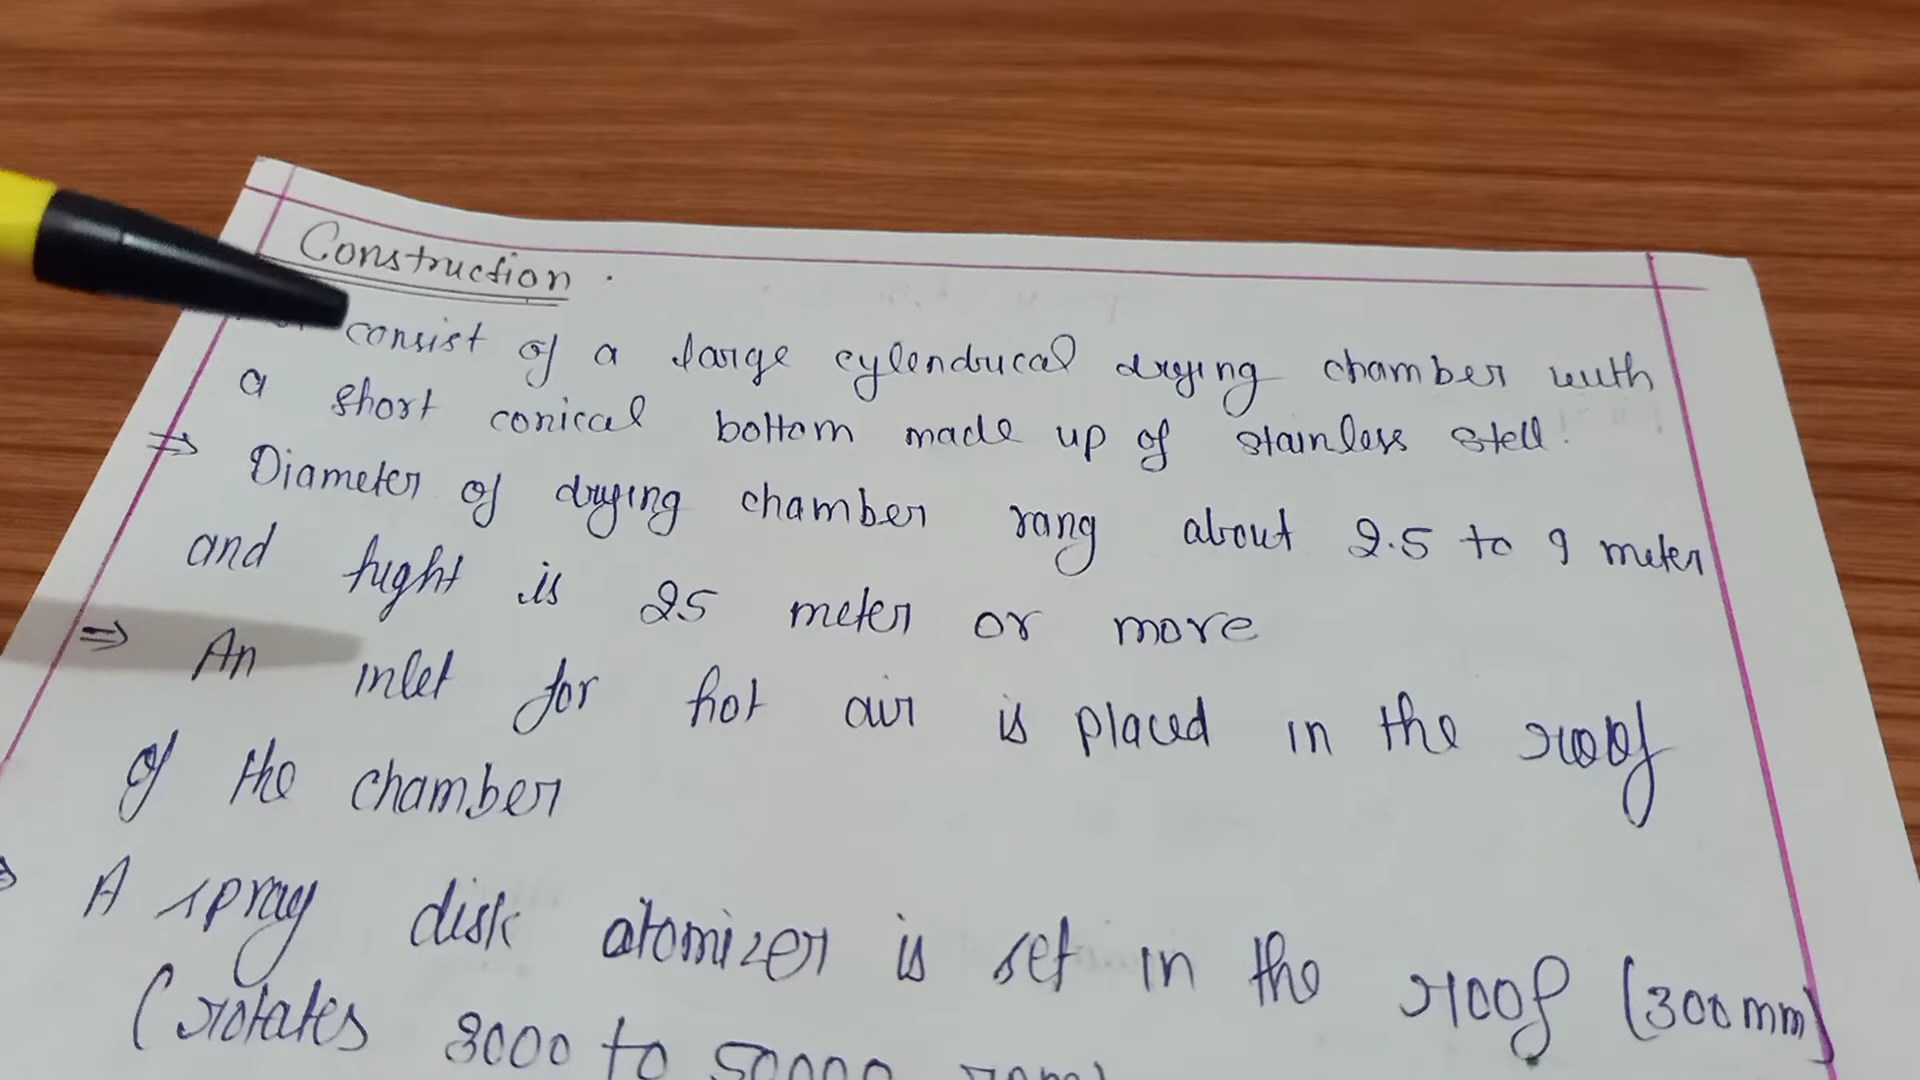 Construction
consist of a large cylendrical drying chamber with
a short conical bottom made up of stainless stell.
⇒ Diameter of drying chamber rang about 2.5 to 9 meter
and hight is 25 meter or more
⇒ An inlet for hot air is placed in the roof
of the chamber
A spray disk atomizer is set in the roof (300mm)
(rotates 3000 to 50000 rpm)